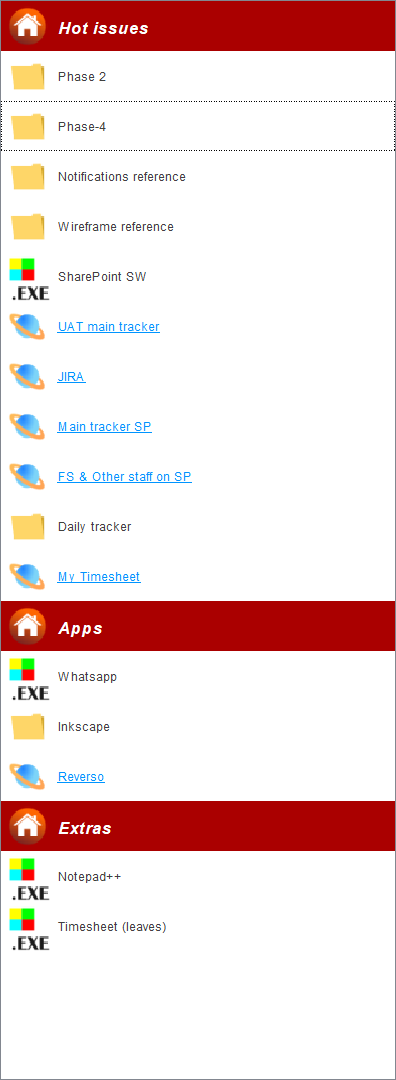 Hot issues
Phase 2
Phase-4
Notifications reference
Wireframe reference
.EXE
SharePoint SW
UAT main tracker
JIRA
Main tracker SP
FS & Other staff on SP
Daily tracker
My Timesheet
Apps
.EXE
Whatsapp
Inkscape
Reverso
Extras
.EXE
Notepad++
.EXE
Timesheet (leaves)